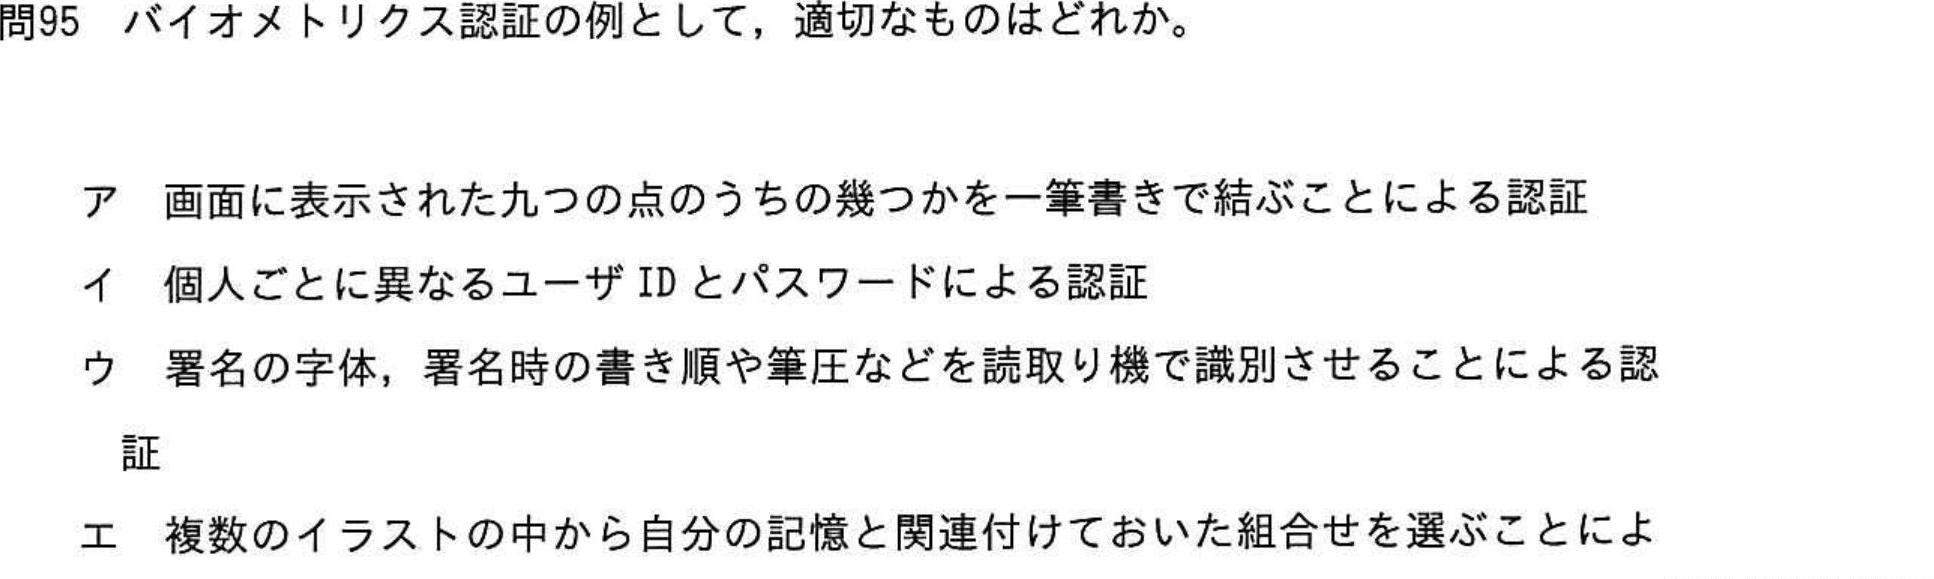 問95　バイオメトリクス認証の例として，適切なものはどれか。
ア　画面に表示された九つの点のうちの幾つかを一筆書きで結ぶことによる認証
イ　個人ごとに異なるユーザ ID とパスワードによる認証
ウ　署名の字体，署名時の書き順や筆圧などを読取り機で識別させることによる認
証
エ　複数のイラストの中から自分の記憶と関連付けておいた組合せを選ぶことによ